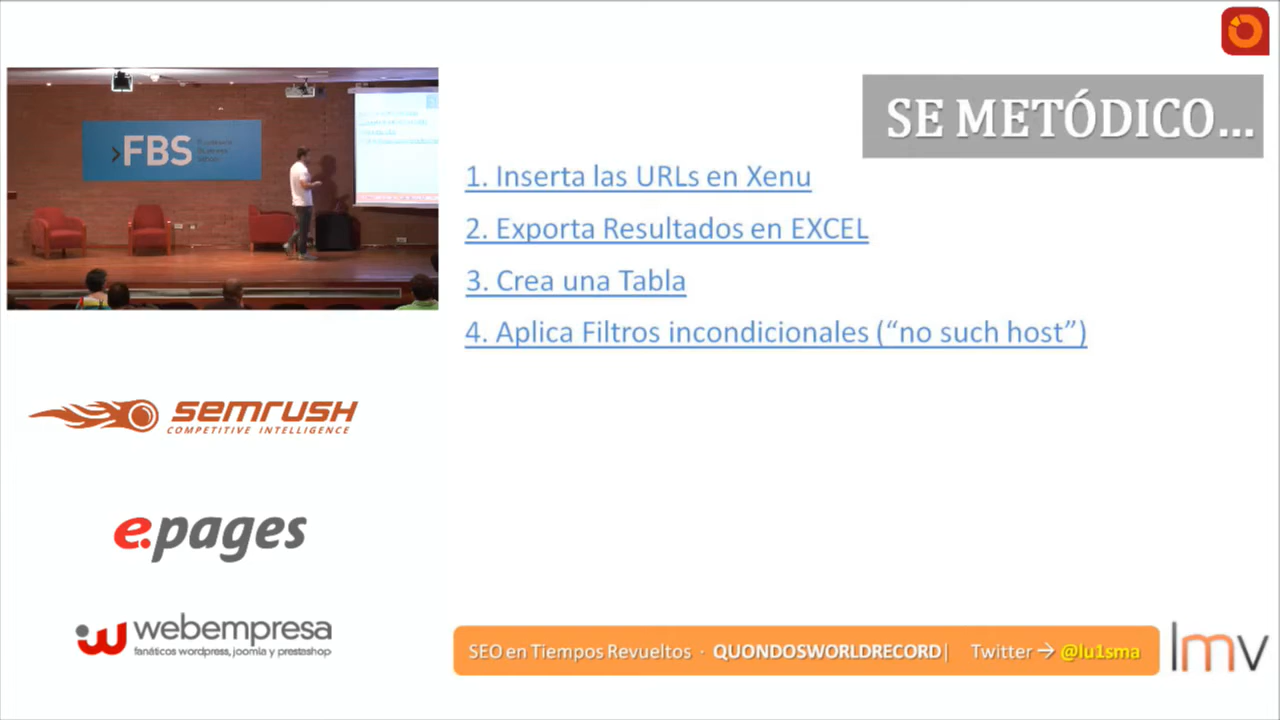 SE METÓDICO...
1. Inserta las URLs en Xenu
2. Exporta Resultados en EXCEL
3. Crea una Tabla
4. Aplica Filtros incondicionales (“no such host”)
>FBS
semrush
COMPETITIVE INTELLIGENCE
e.pages
webempresa
fanáticos wordpress, joomla y prestashop
SEO en Tiempos Revueltos · QUONDOSWORLDRECORD| Twitter → @lu1sma
lmv